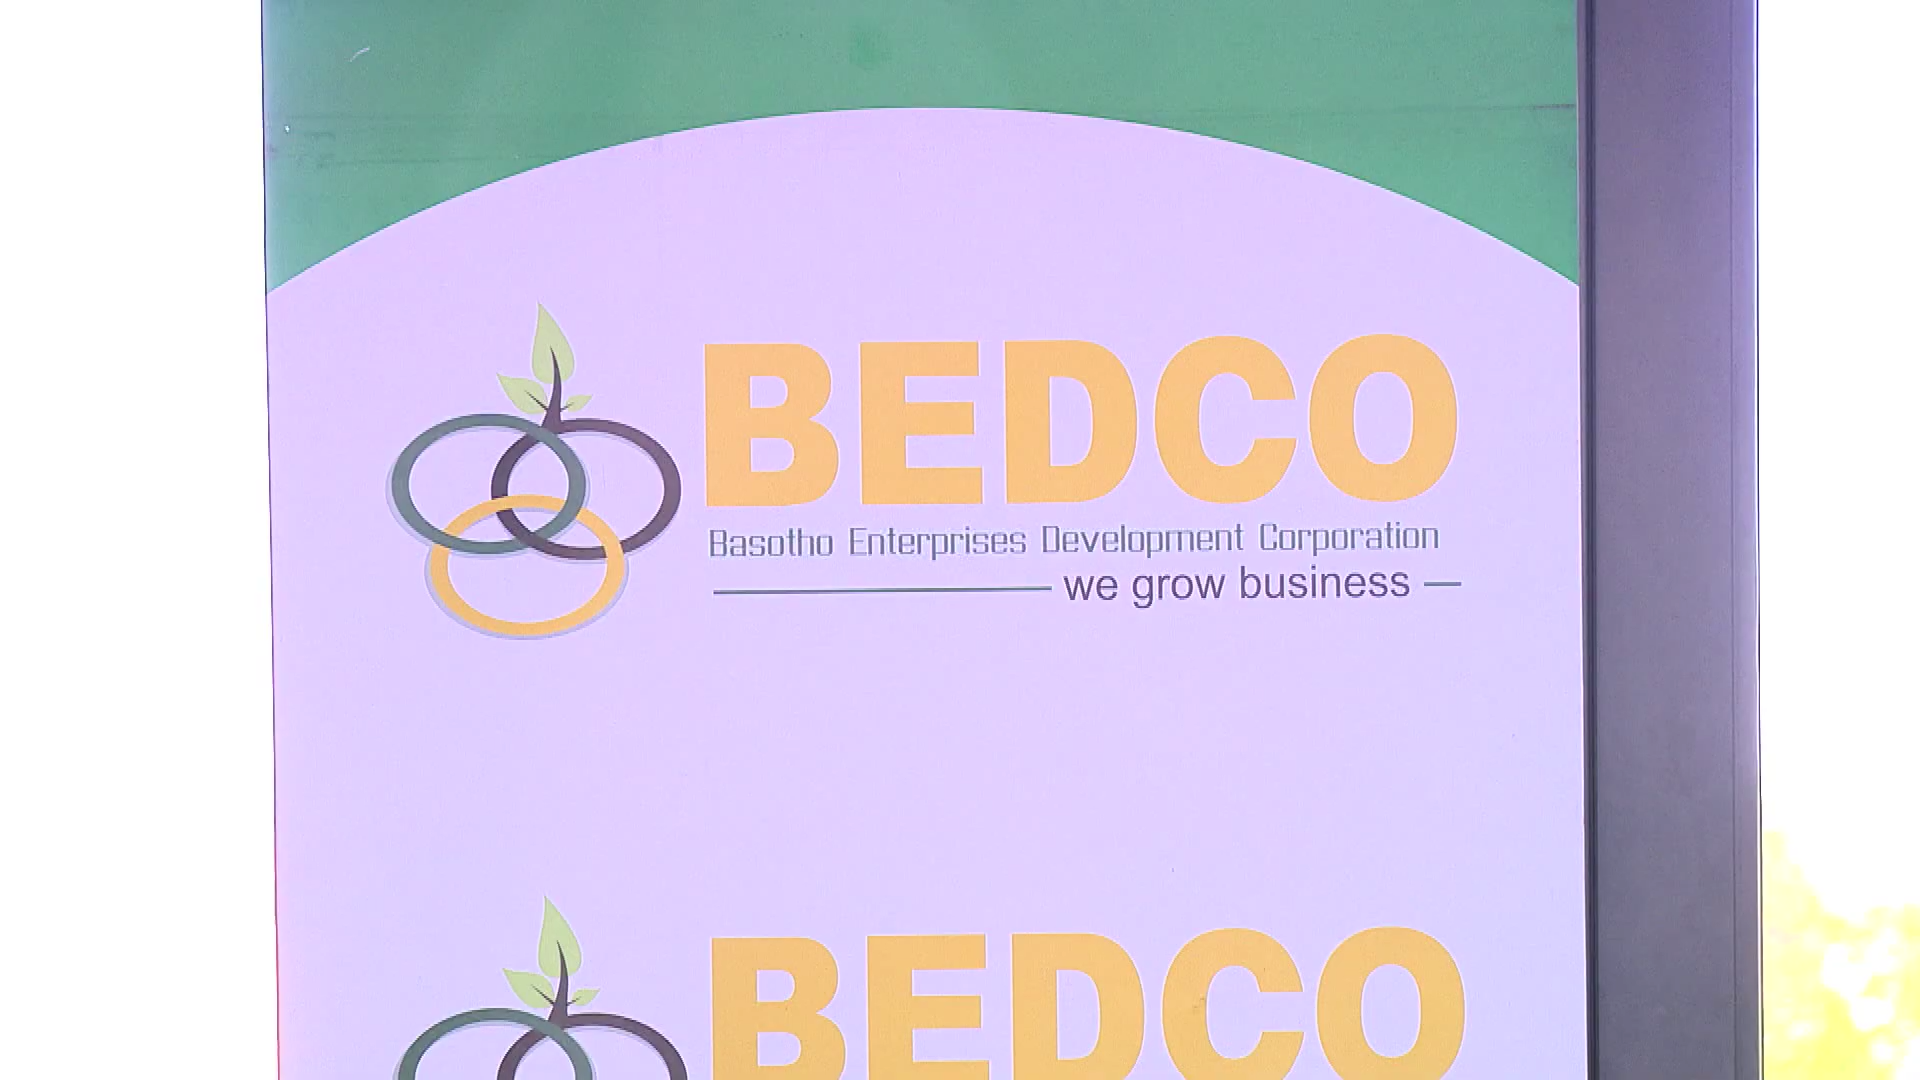 BEDCO
Basotho Enterprises Development Corporation
we grow business
BEDCO